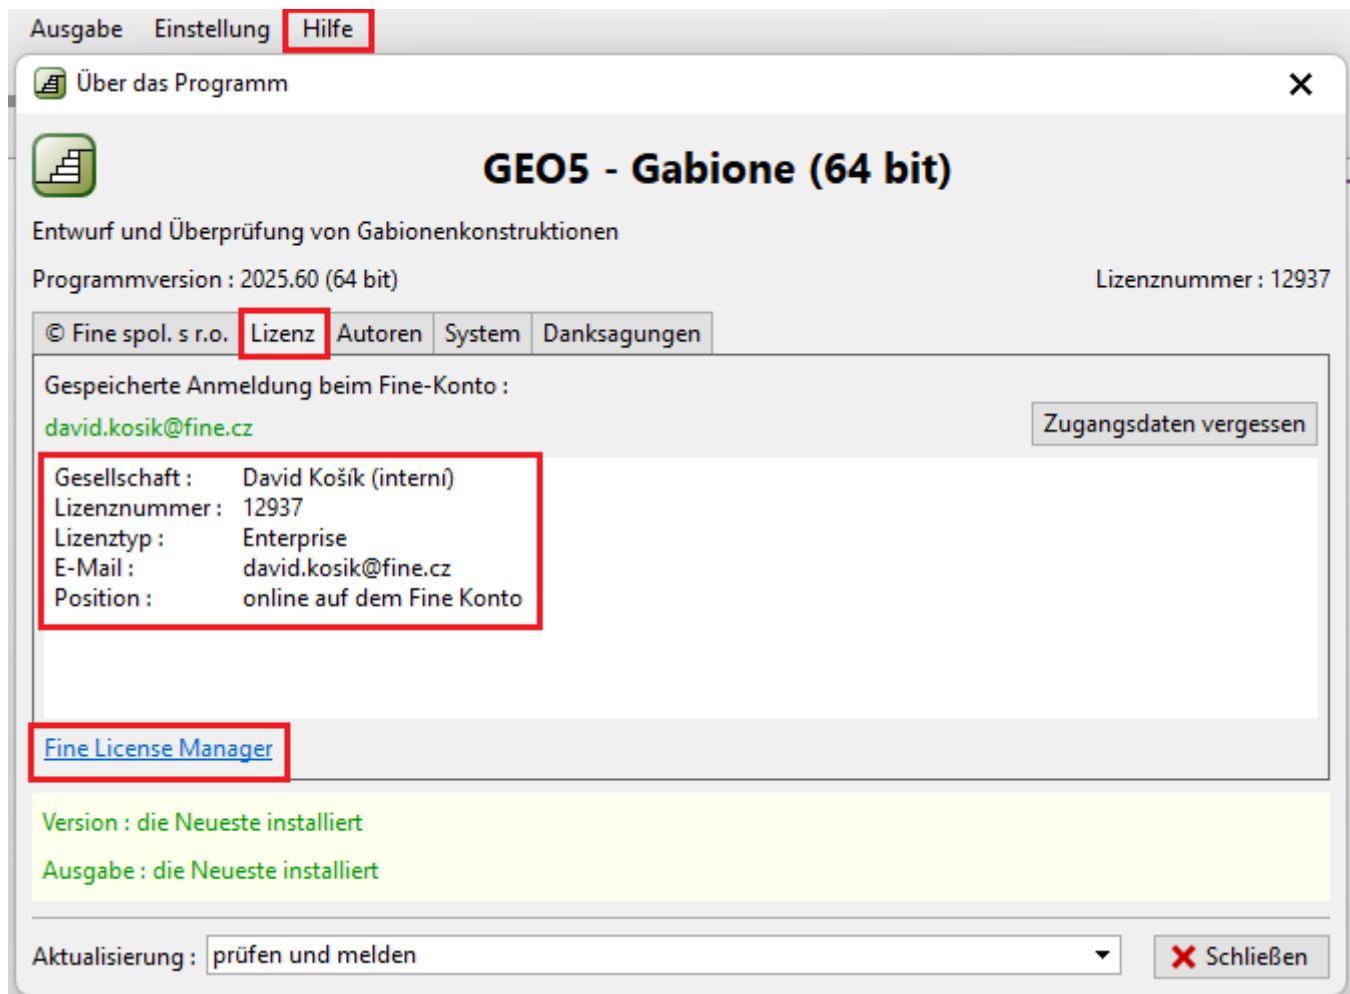 Ausgabe Einstellung Hilfe
Über das Programm
GEO5 - Gabione (64 bit)
Entwurf und Überprüfung von Gabionenkonstruktionen
Programmversion : 2025.60 (64 bit) Lizenznummer : 12937
© Fine spol. s r.o. Lizenz Autoren System Danksagungen
Gespeicherte Anmeldung beim Fine-Konto :
david.kosik@fine.cz Zugangsdaten vergessen
Gesellschaft : David Košík (interní)
Lizenznummer : 12937
Lizenztyp : Enterprise
E-Mail : david.kosik@fine.cz
Position : online auf dem Fine Konto
Fine License Manager
Version : die Neueste installiert
Ausgabe : die Neueste installiert
Aktualisierung : prüfen und melden Schließen